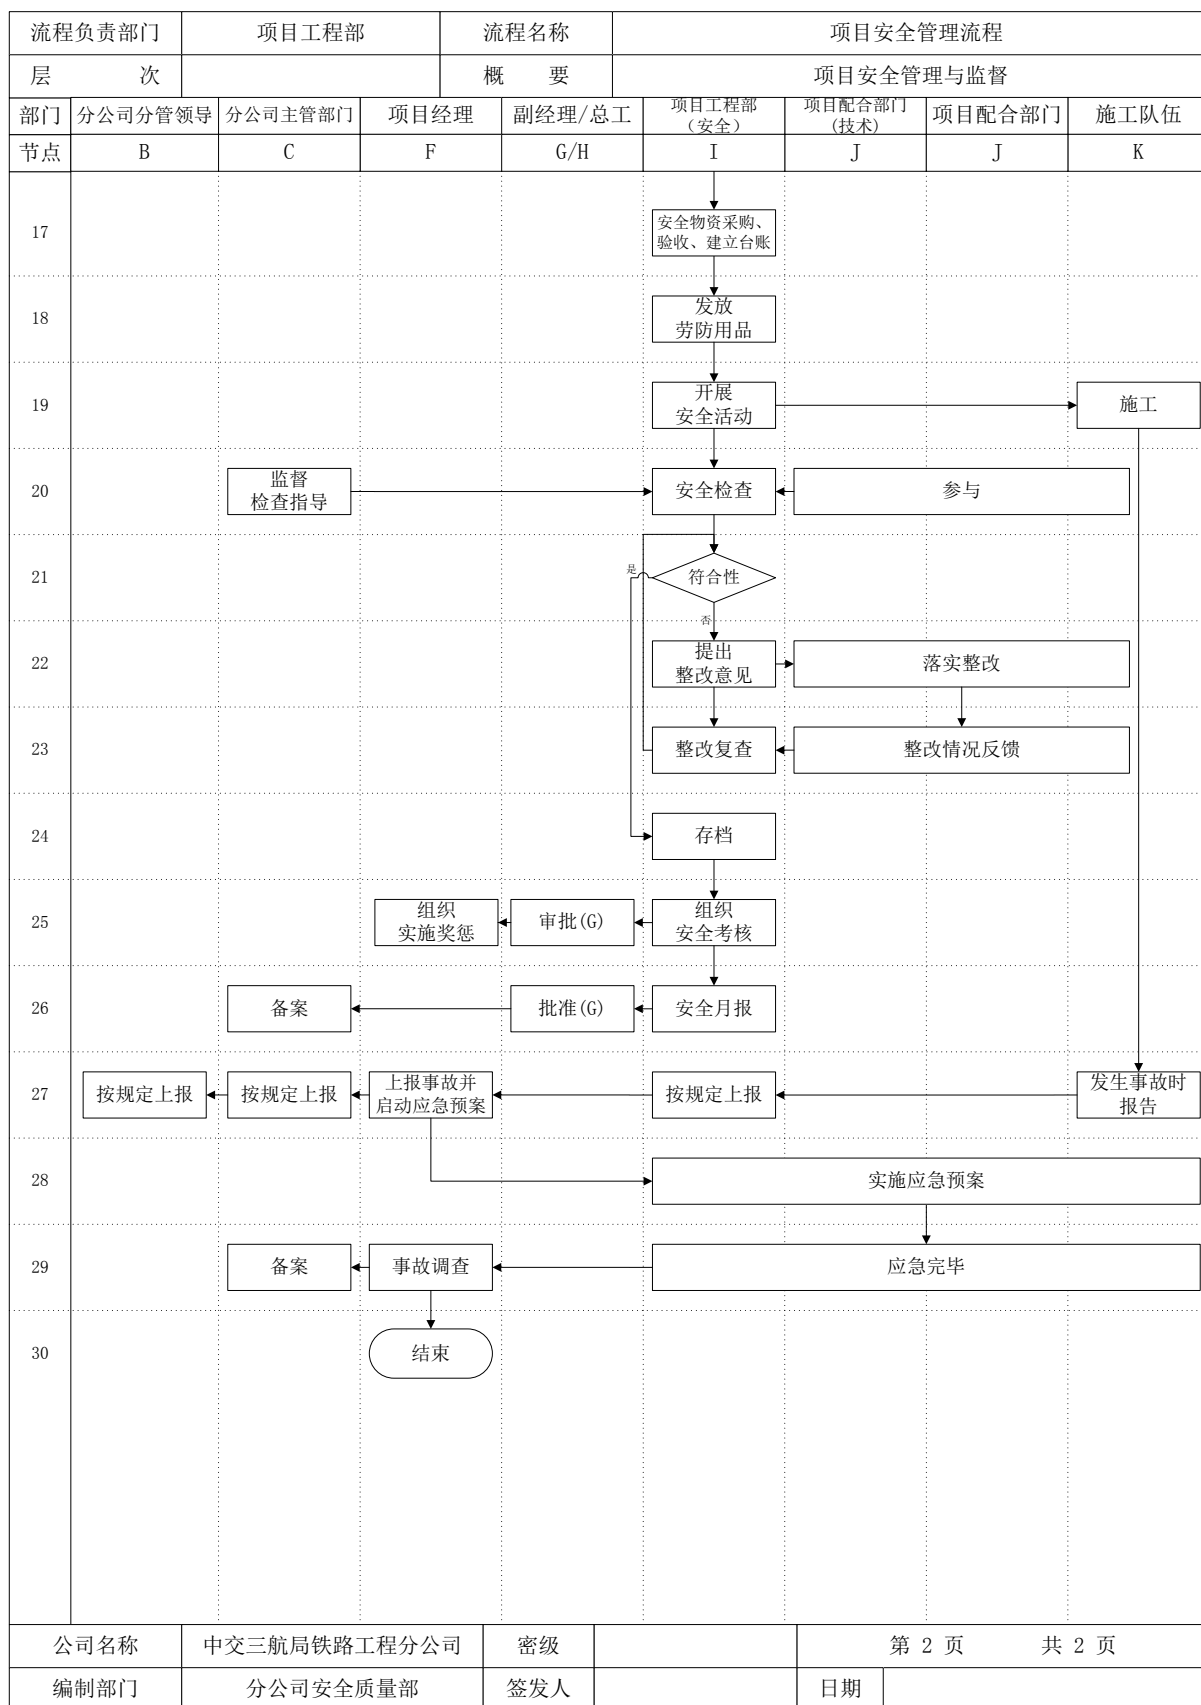 流程负责部门 项目工程部 流程名称 项目安全管理流程
层 次 概 要 项目安全管理与监督
部门 分公司分管领导 分公司主管部门 项目经理 副经理/总工 项目工程部（安全） 项目配合部门（技术） 项目配合部门 施工队伍
节点 B C F G/H I J J K
17
安全物资采购、
验收、建立台账
18
发放
劳防用品
19
开展
安全活动
施工
20
监督
检查指导
安全检查
参与
21
是
符合性
否
22
提出
整改意见
落实整改
23
整改复查
整改情况反馈
24
存档
25
组织
实施奖惩
审批(G)
组织
安全考核
26
备案
批准(G)
安全月报
27
按规定上报
按规定上报
上报事故并
启动应急预案
按规定上报
发生事故时
报告
28
实施应急预案
29
备案
事故调查
应急完毕
30
结束
公司名称 中交三航局铁路工程分公司 密级 第 2 页 共 2 页
编制部门 分公司安全质量部 签发人 日期